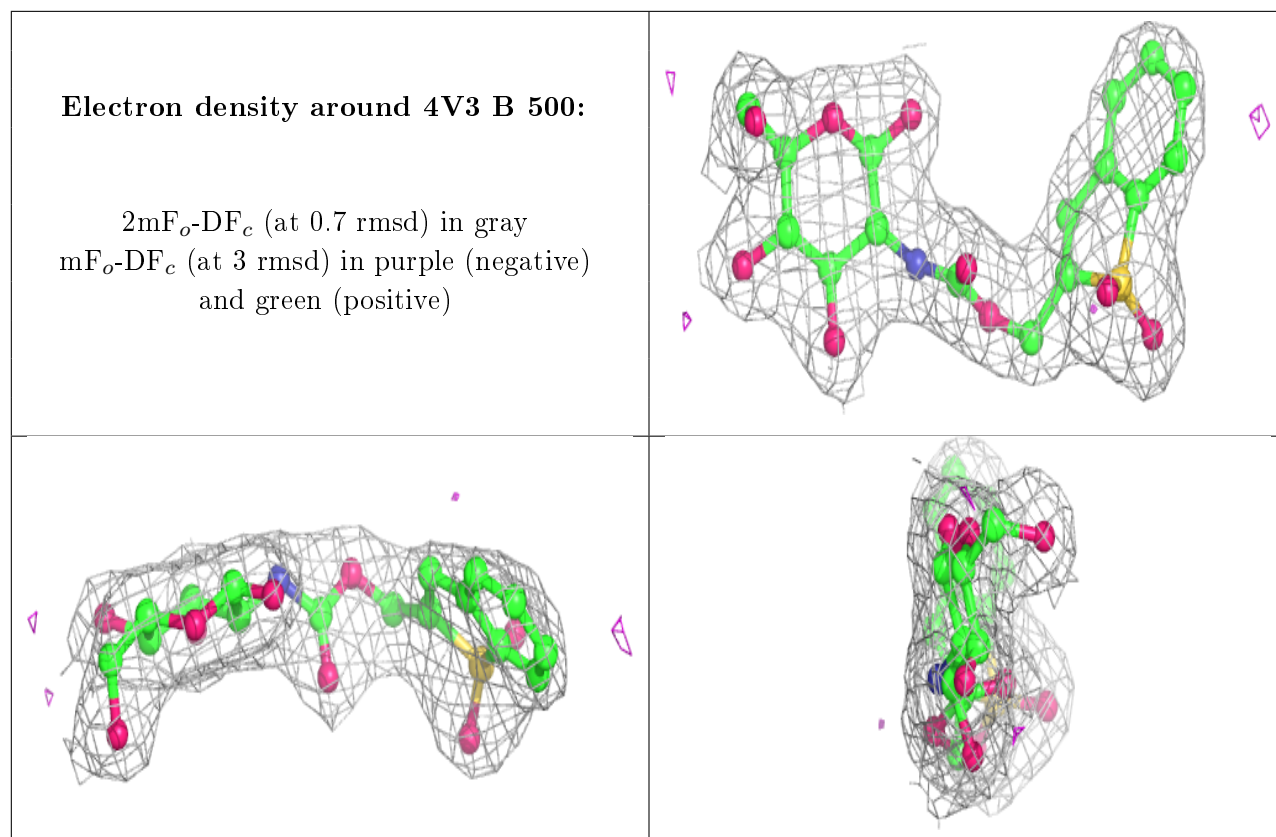 Electron density around 4V3 B 500:
2mFₒ-DF𝒸 (at 0.7 rmsd) in gray
mFₒ-DF𝒸 (at 3 rmsd) in purple (negative)
and green (positive)